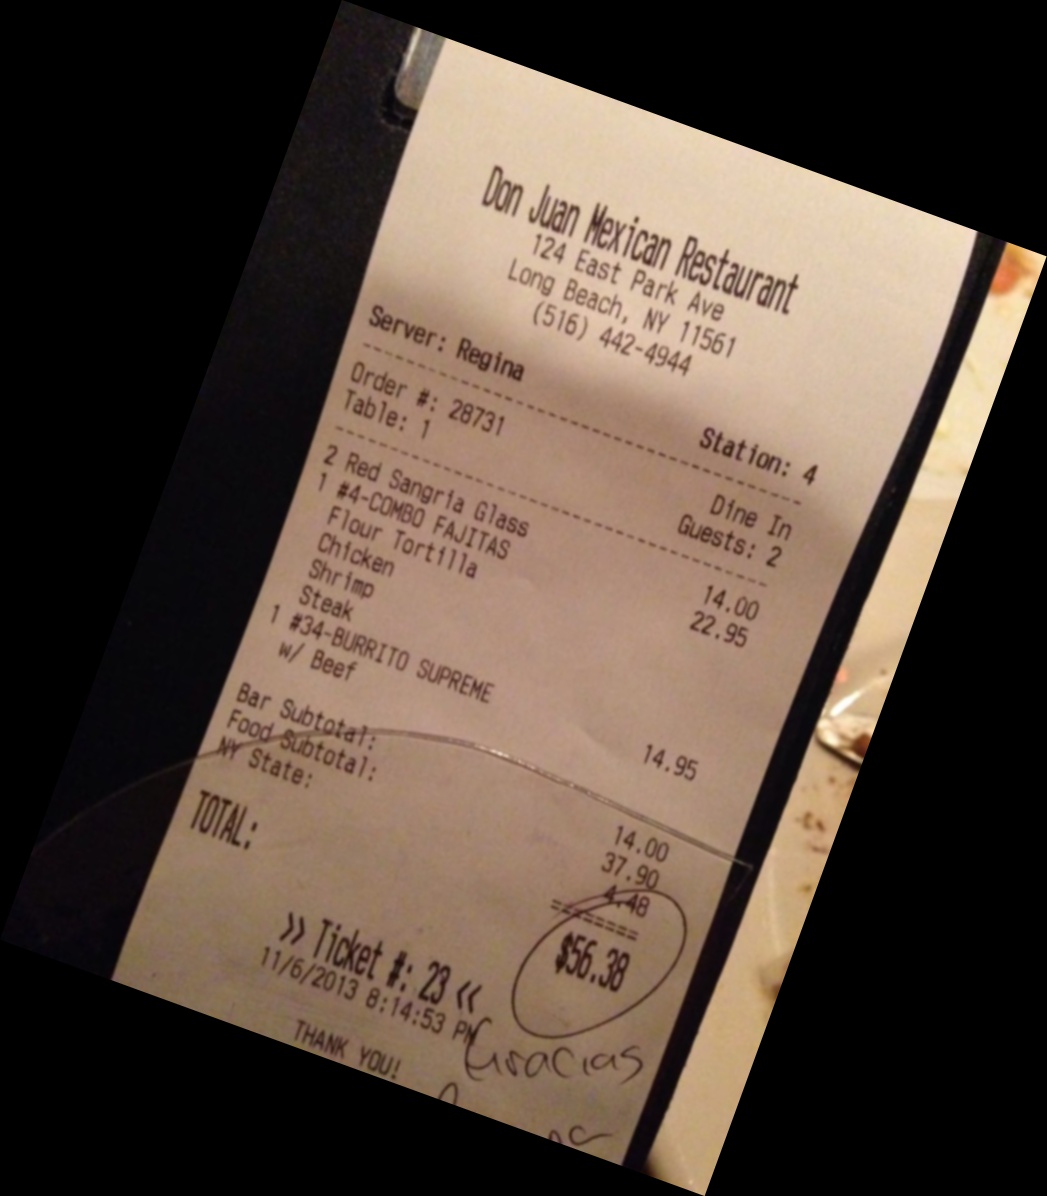 Don Juan Mexican Restaurant
124 East Park Ave
Long Beach, NY 11561
(516) 442-4944
Server: Regina Station: 4
Order #: 28731 Dine In
Table: 1 Guests: 2
2 Red Sangria Glass 14.00
1 #4-COMBO FAJITAS 22.95
Flour Tortilla
Chicken
Shrimp
Steak
1 #34-BURRITO SUPREME 14.95
w/ Beef
Bar Subtotal: 14.00
Food Subtotal: 37.90
NY State: 4.48
=======
TOTAL: $56.38
>> Ticket #: 23 <<
11/6/2013 8:14:53 PM
Gracias
THANK YOU!